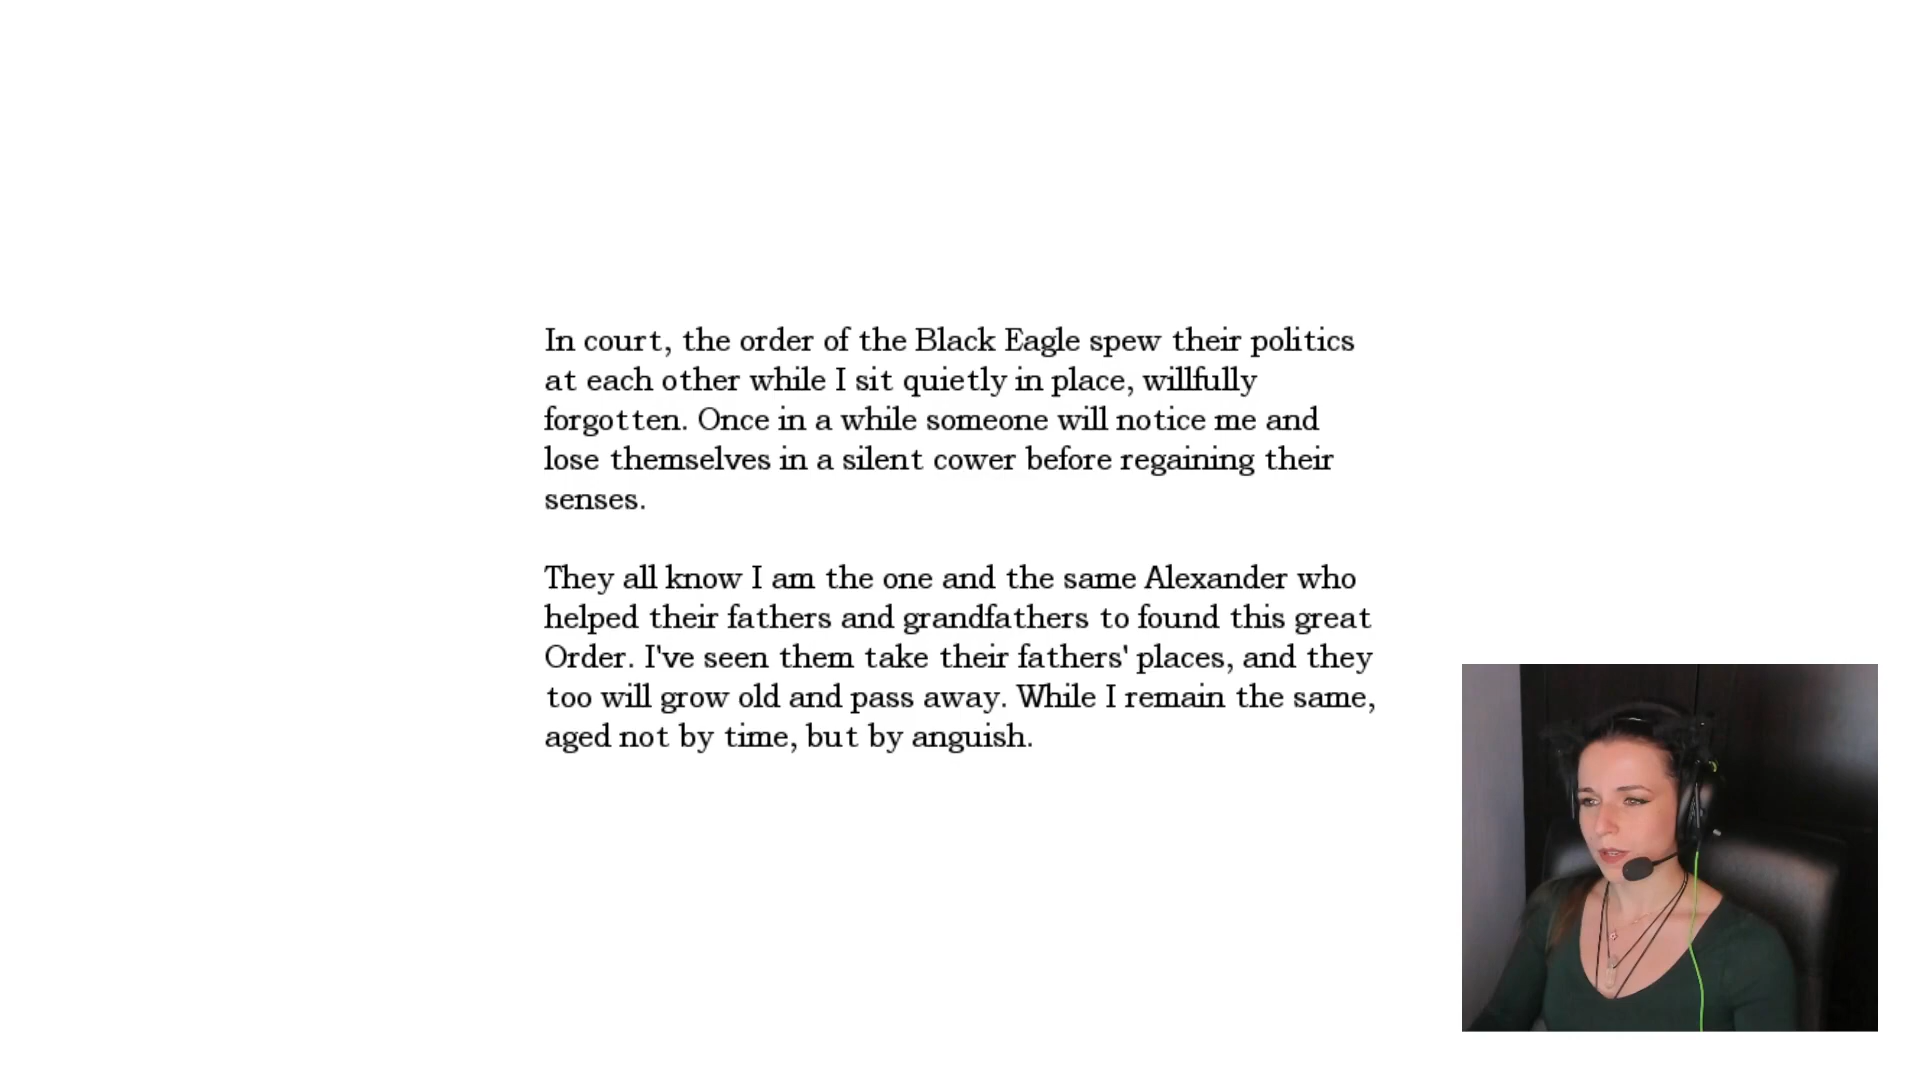 In court, the order of the Black Eagle spew their politics
at each other while I sit quietly in place, willfully
forgotten. Once in a while someone will notice me and
lose themselves in a silent cower before regaining their
senses.
They all know I am the one and the same Alexander who
helped their fathers and grandfathers to found this great
Order. I've seen them take their fathers' places, and they
too will grow old and pass away. While I remain the same,
aged not by time, but by anguish.